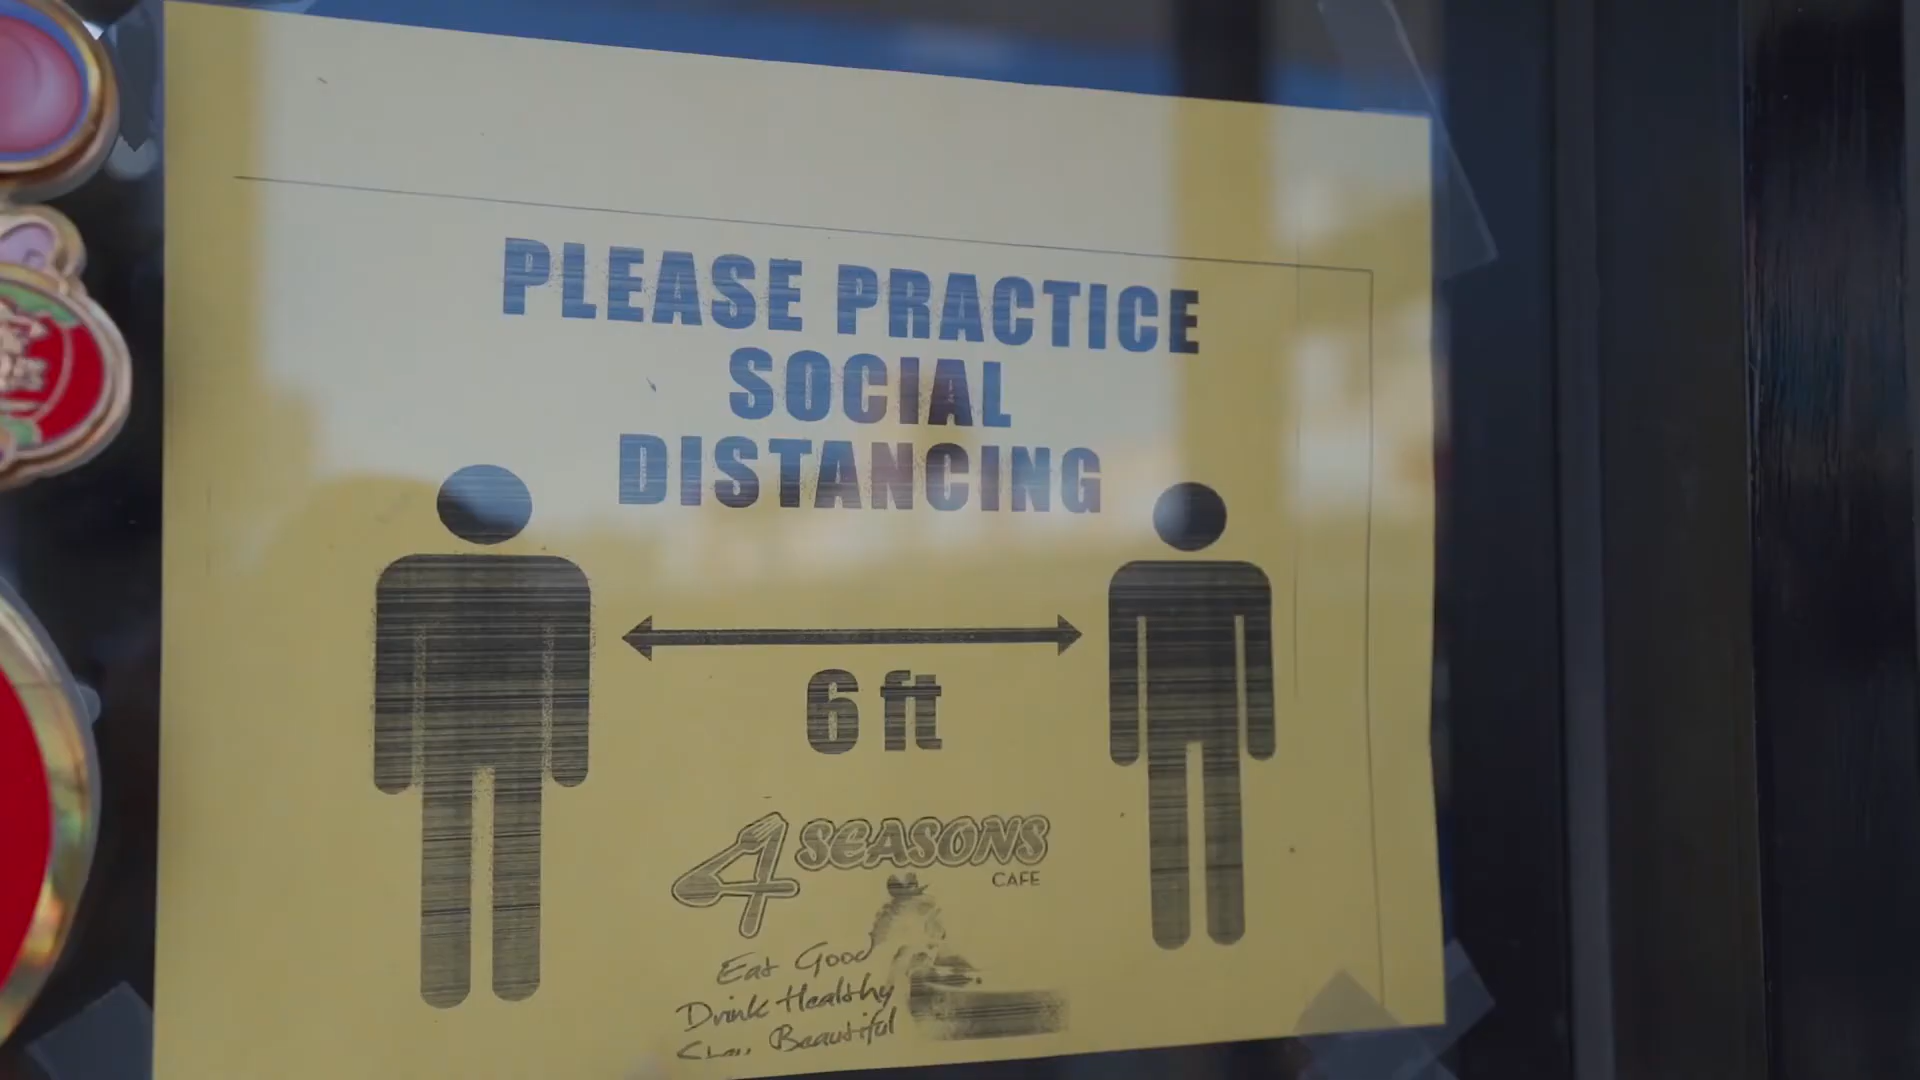 PLEASE PRACTICE
SOCIAL
DISTANCING
6 ft
4 SEASONS
CAFE
Eat Good
Drink Healthy
Beautiful